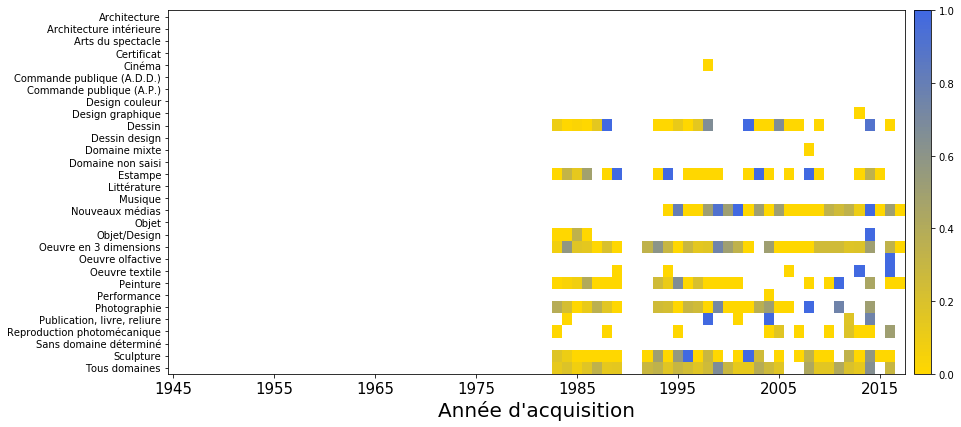 Architecture
Architecture intérieure
Arts du spectacle
Certificat
Cinéma
Commande publique (A.D.D.)
Commande publique (A.P.)
Design couleur
Design graphique
Dessin
Dessin design
Domaine mixte
Domaine non saisi
Estampe
Littérature
Musique
Nouveaux médias
Objet
Objet/Design
Oeuvre en 3 dimensions
Oeuvre olfactive
Oeuvre textile
Peinture
Performance
Photographie
Publication, livre, reliure
Reproduction photomécanique
Sans domaine déterminé
Sculpture
Tous domaines
1945 1955 1965 1975 1985 1995 2005 2015
Année d'acquisition
1.0
0.8
0.6
0.4
0.2
0.0